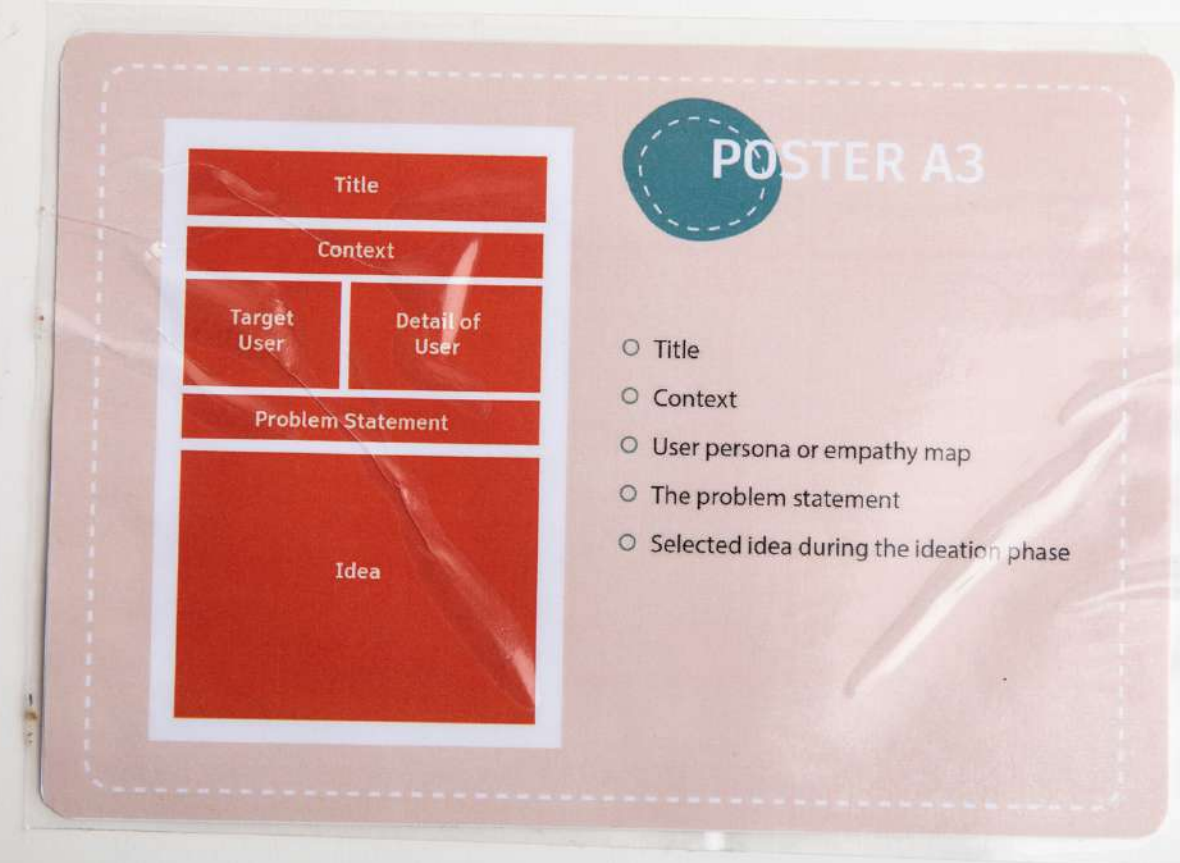 POSTER A3
Title
Context
Target
User
Detail of
User
Problem Statement
Idea
Title
Context
User persona or empathy map
The problem statement
Selected idea during the ideation phase